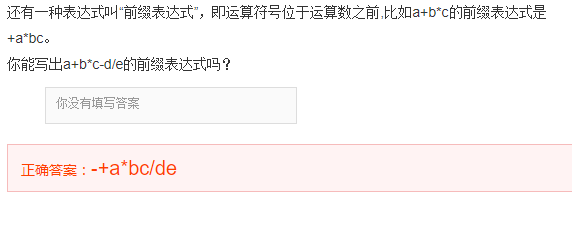 还有一种表达式叫“前缀表达式”，即运算符号位于运算数之前,比如a+b*c的前缀表达式是
+a*bc。
你能写出a+b*c-d/e的前缀表达式吗？
你没有填写答案
正确答案：-+a*bc/de